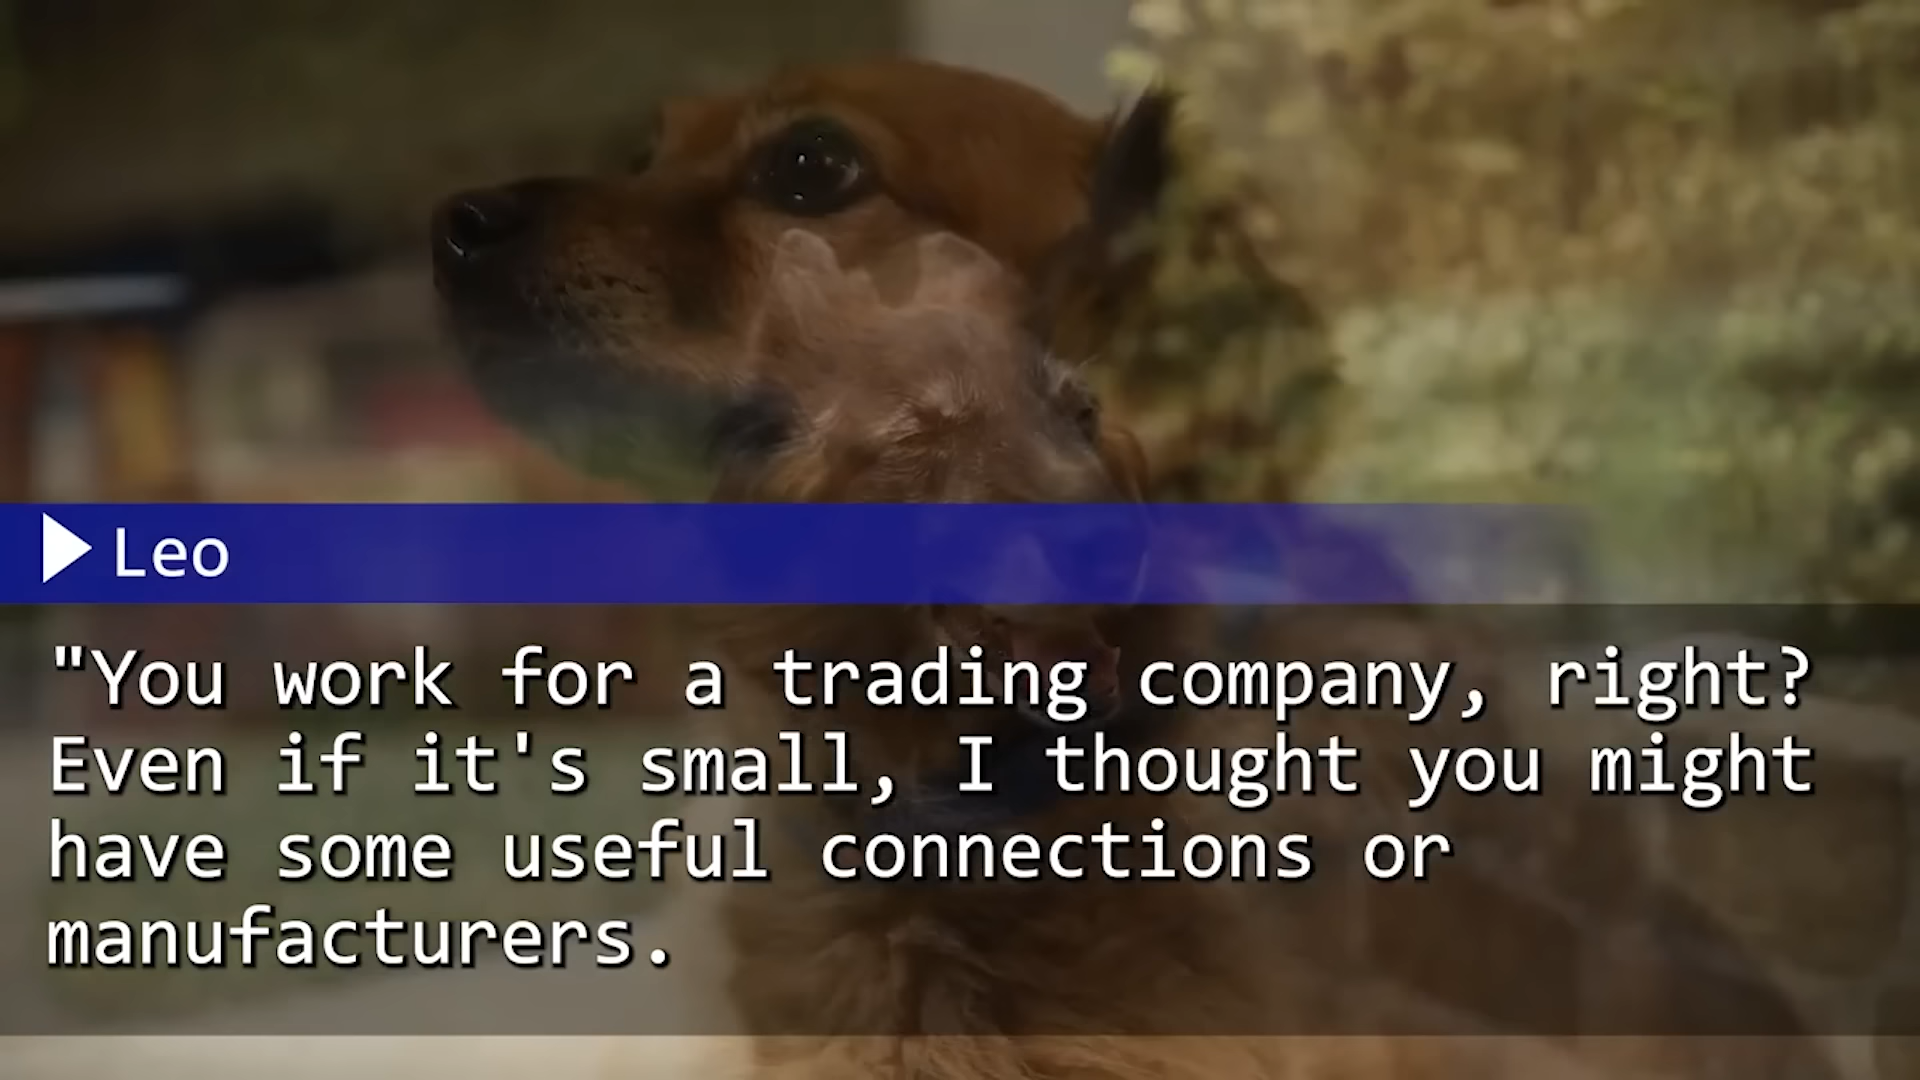 Leo
"You work for a trading company, right?
Even if it's small, I thought you might
have some useful connections or
manufacturers.